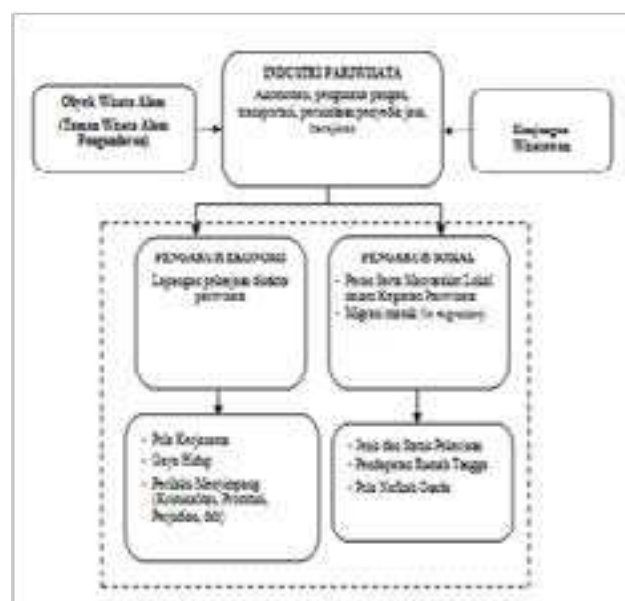 INDUSTRI PARIWISATA
Akomodasi, pengusaha pangan,
transportasi, perusahaan penyedia jasa,
Obyek Wisata Alam
(Taman Wisata Alam
Pangandaran)
Kunjungan
Wisatawan
PENGARUH EKONOMI
Lapangan pekerjaan disektor
pariwisata
PENGARUH SOSIAL
- Peran Serta Masyarakat Lokal
dalam Kegiatan Pariwisata
- Migrasi masuk
• Pola Kerjasama
• Gaya Hidup
• Perilaku Menyimpang
(Kriminalitas, Prostitusi,
Perjudian, dll)
• Jenis dan Status Pekerjaan
• Pendapatan Rumah Tangga
• Pola Nafkah Ganda